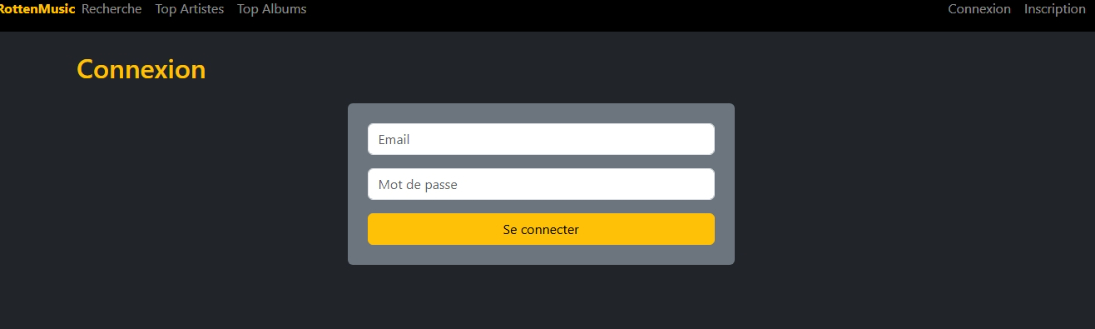 RottenMusic Recherche Top Artistes Top Albums Connexion Inscription
Connexion
Email
Mot de passe
Se connecter